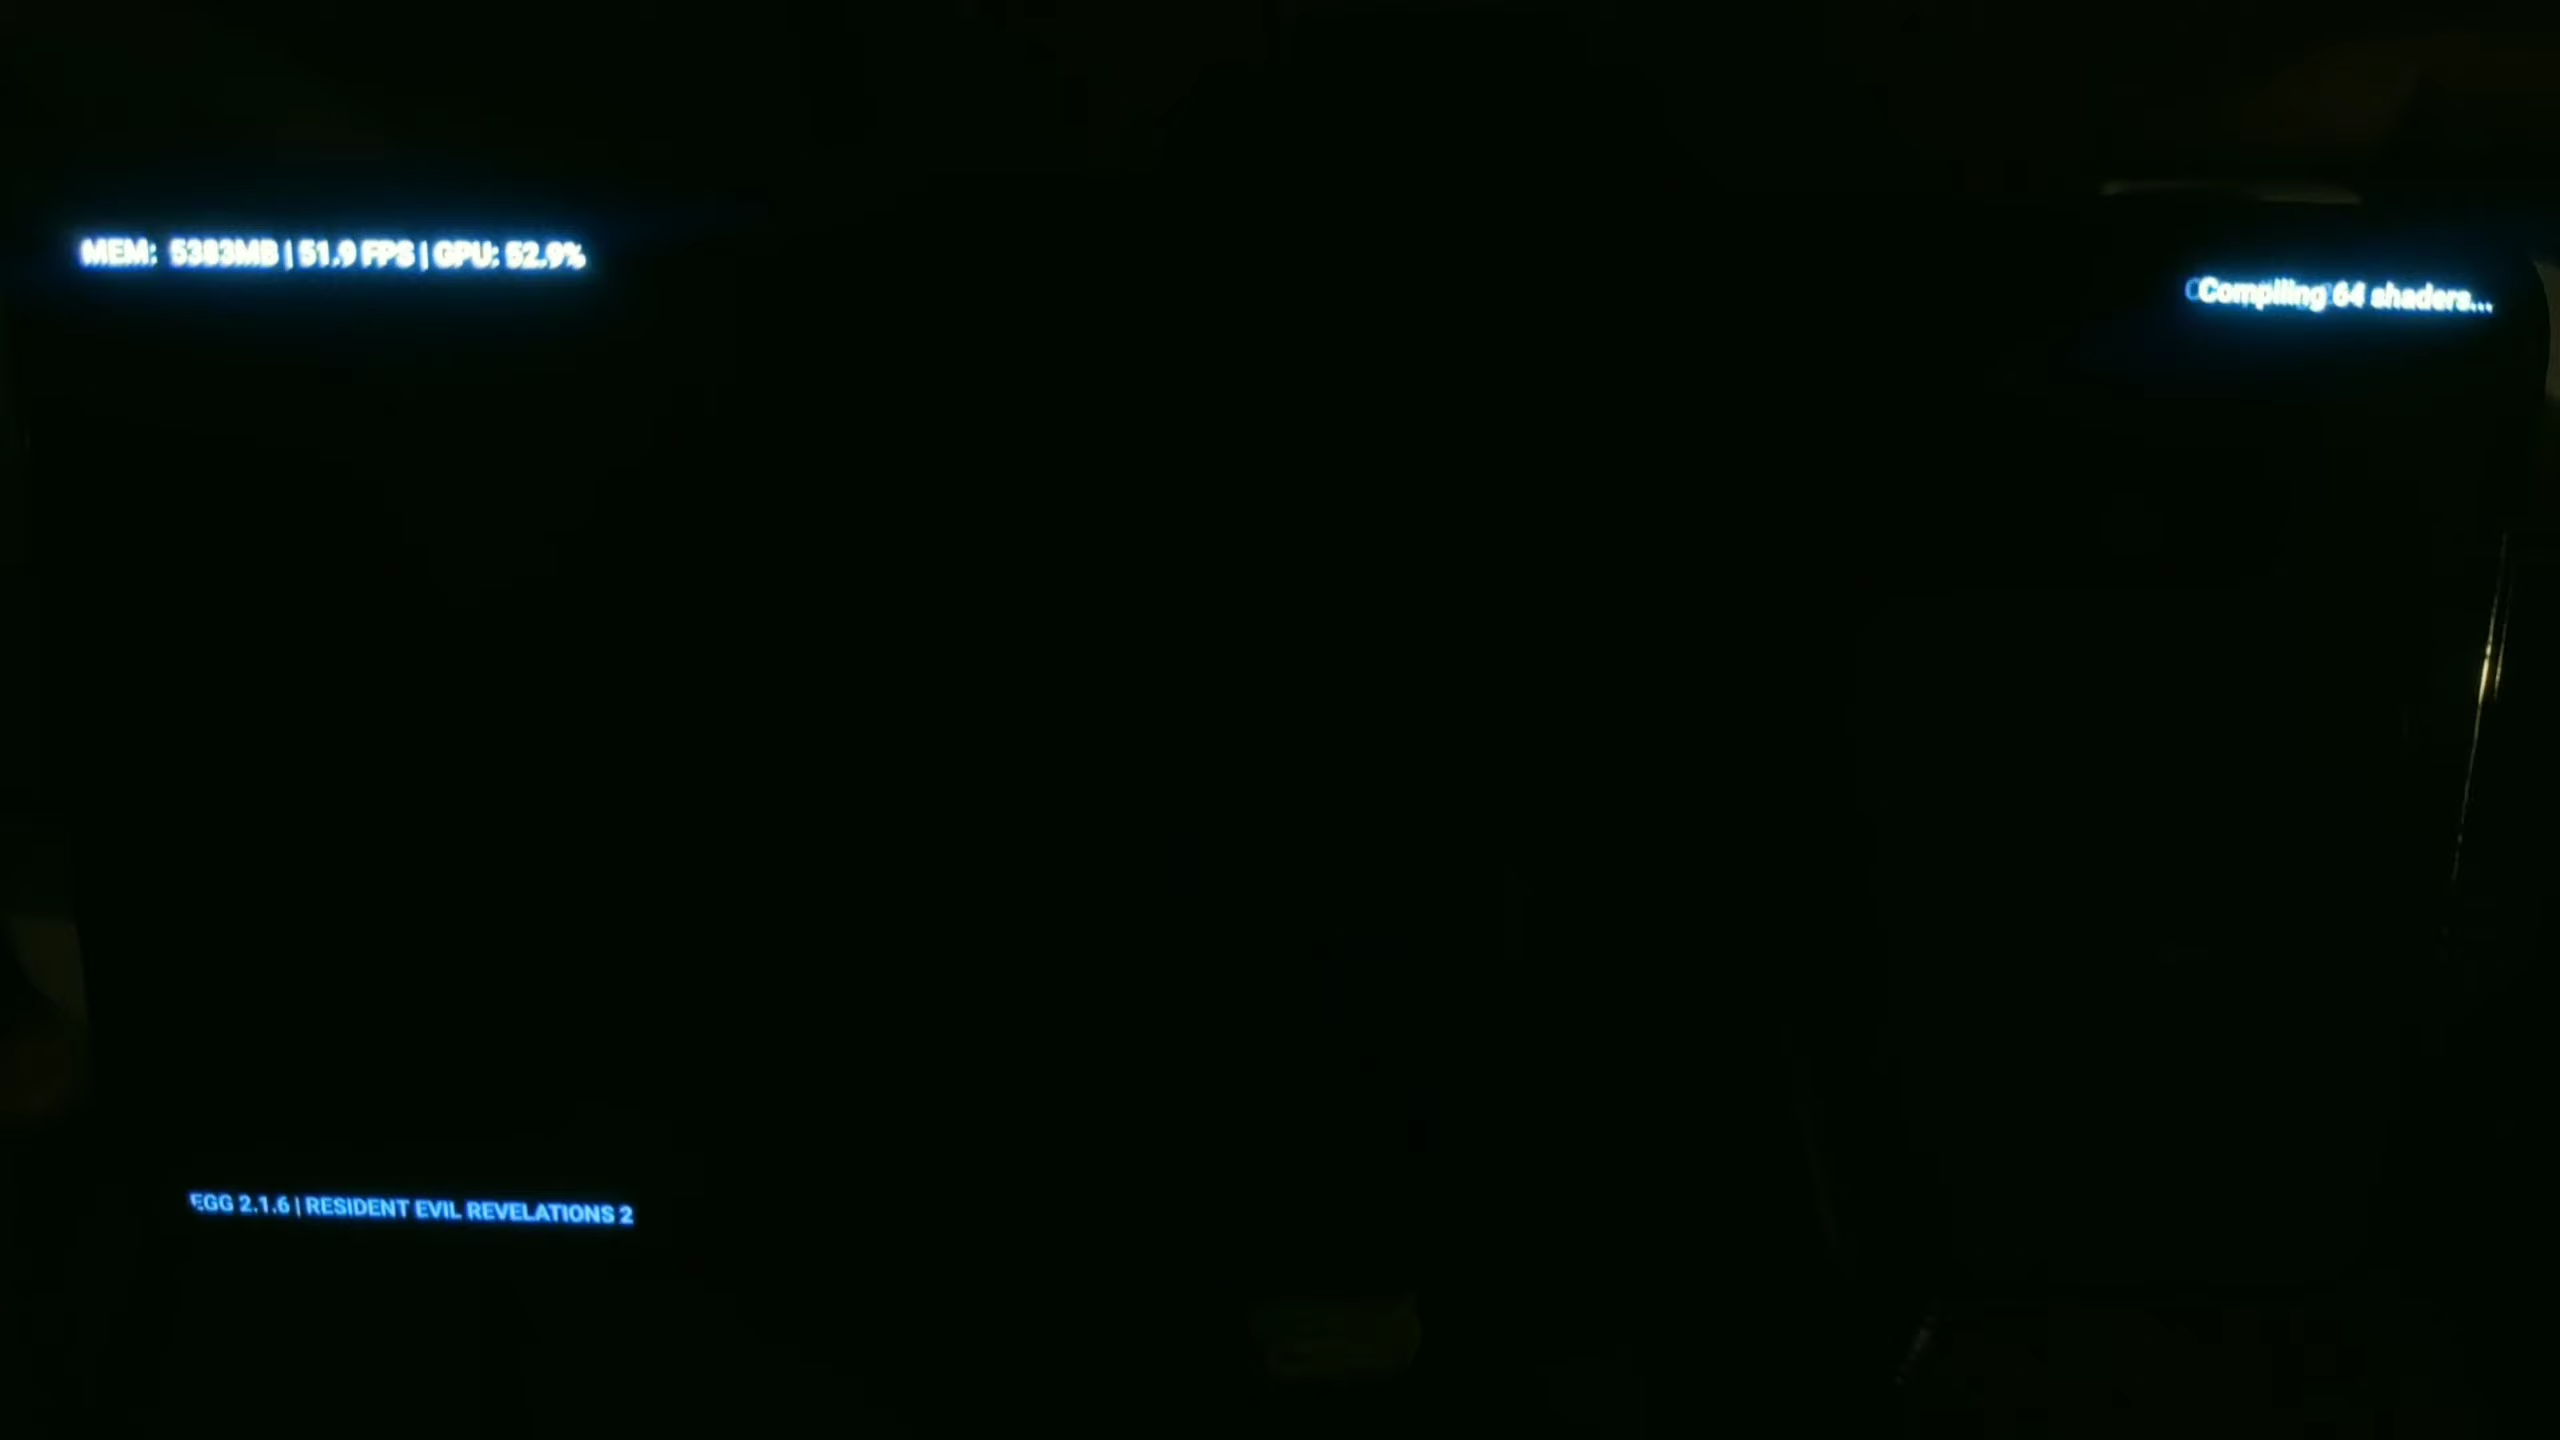 MEM: 5383MB | 51.9 FPS | GPU: 52.9%
Compiling 64 shaders...
EGG 2.1.6 | RESIDENT EVIL REVELATIONS 2